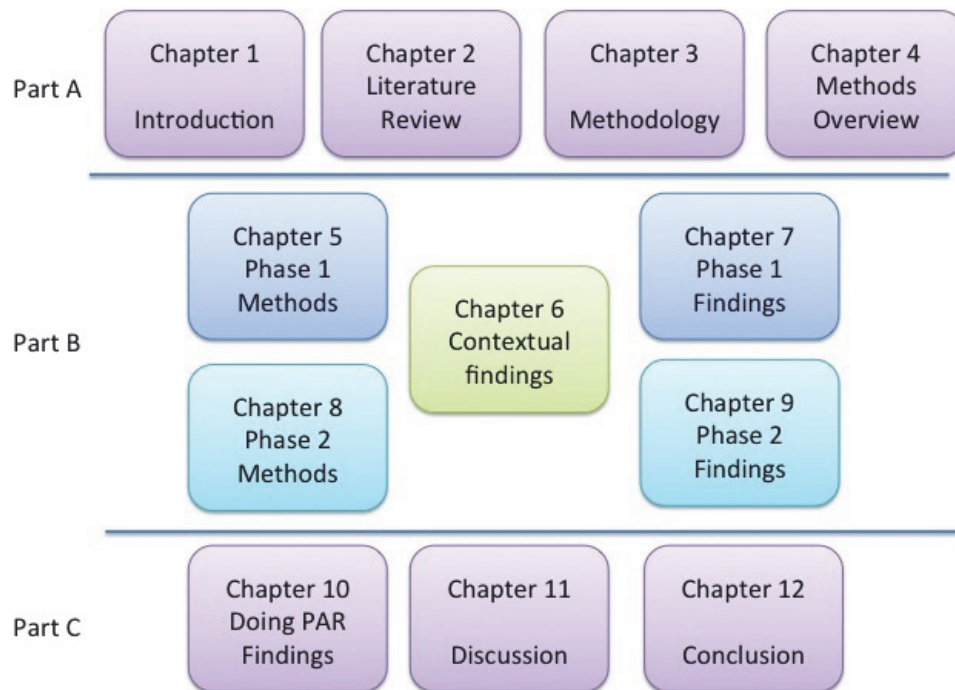 Part A
Chapter 1
Introduction
Chapter 2
Literature
Review
Chapter 3
Methodology
Chapter 4
Methods
Overview
Part B
Chapter 5
Phase 1
Methods
Chapter 6
Contextual
findings
Chapter 7
Phase 1
Findings
Chapter 8
Phase 2
Methods
Chapter 9
Phase 2
Findings
Part C
Chapter 10
Doing PAR
Findings
Chapter 11
Discussion
Chapter 12
Conclusion